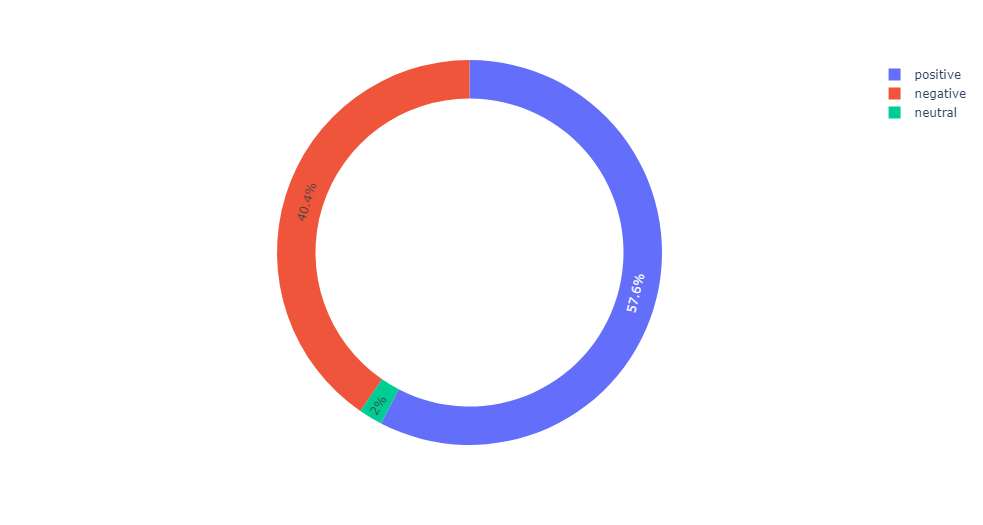 positive
negative
neutral
40.4%
57.6%
2%